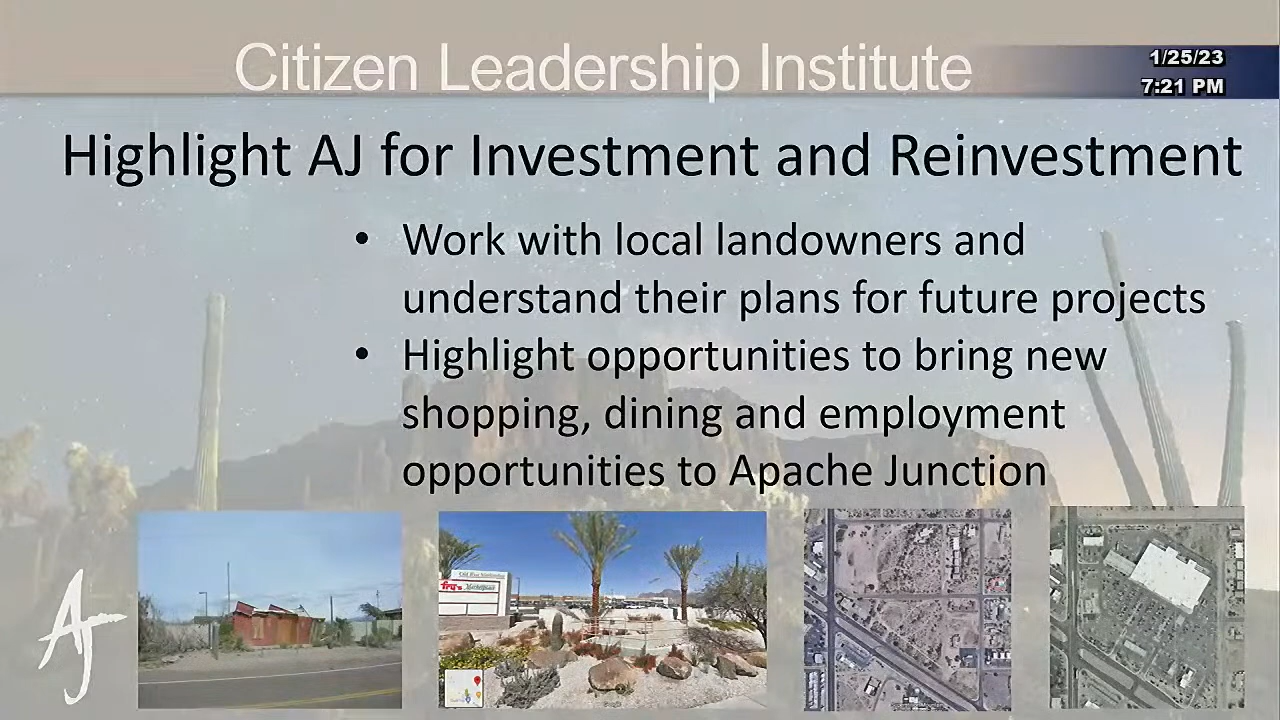 Citizen Leadership Institute
1/25/23
7:21 PM
Highlight AJ for Investment and Reinvestment
• Work with local landowners and
understand their plans for future projects
• Highlight opportunities to bring new
shopping, dining and employment
opportunities to Apache Junction
fry's Marketplace
AJ